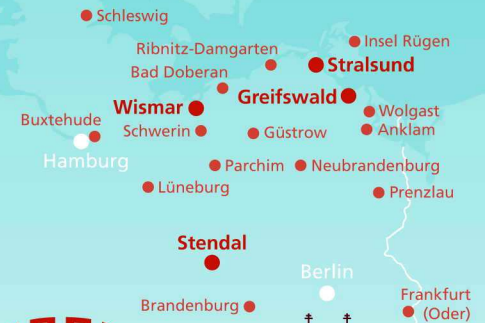 Schleswig
Insel Rügen
Ribnitz-Damgarten
Stralsund
Bad Doberan
Greifswald
Wismar
Wolgast
Buxtehude
Schwerin
Güstrow
Anklam
Hamburg
Parchim
Neubrandenburg
Lüneburg
Prenzlau
Stendal
Berlin
Frankfurt
(Oder)
Brandenburg